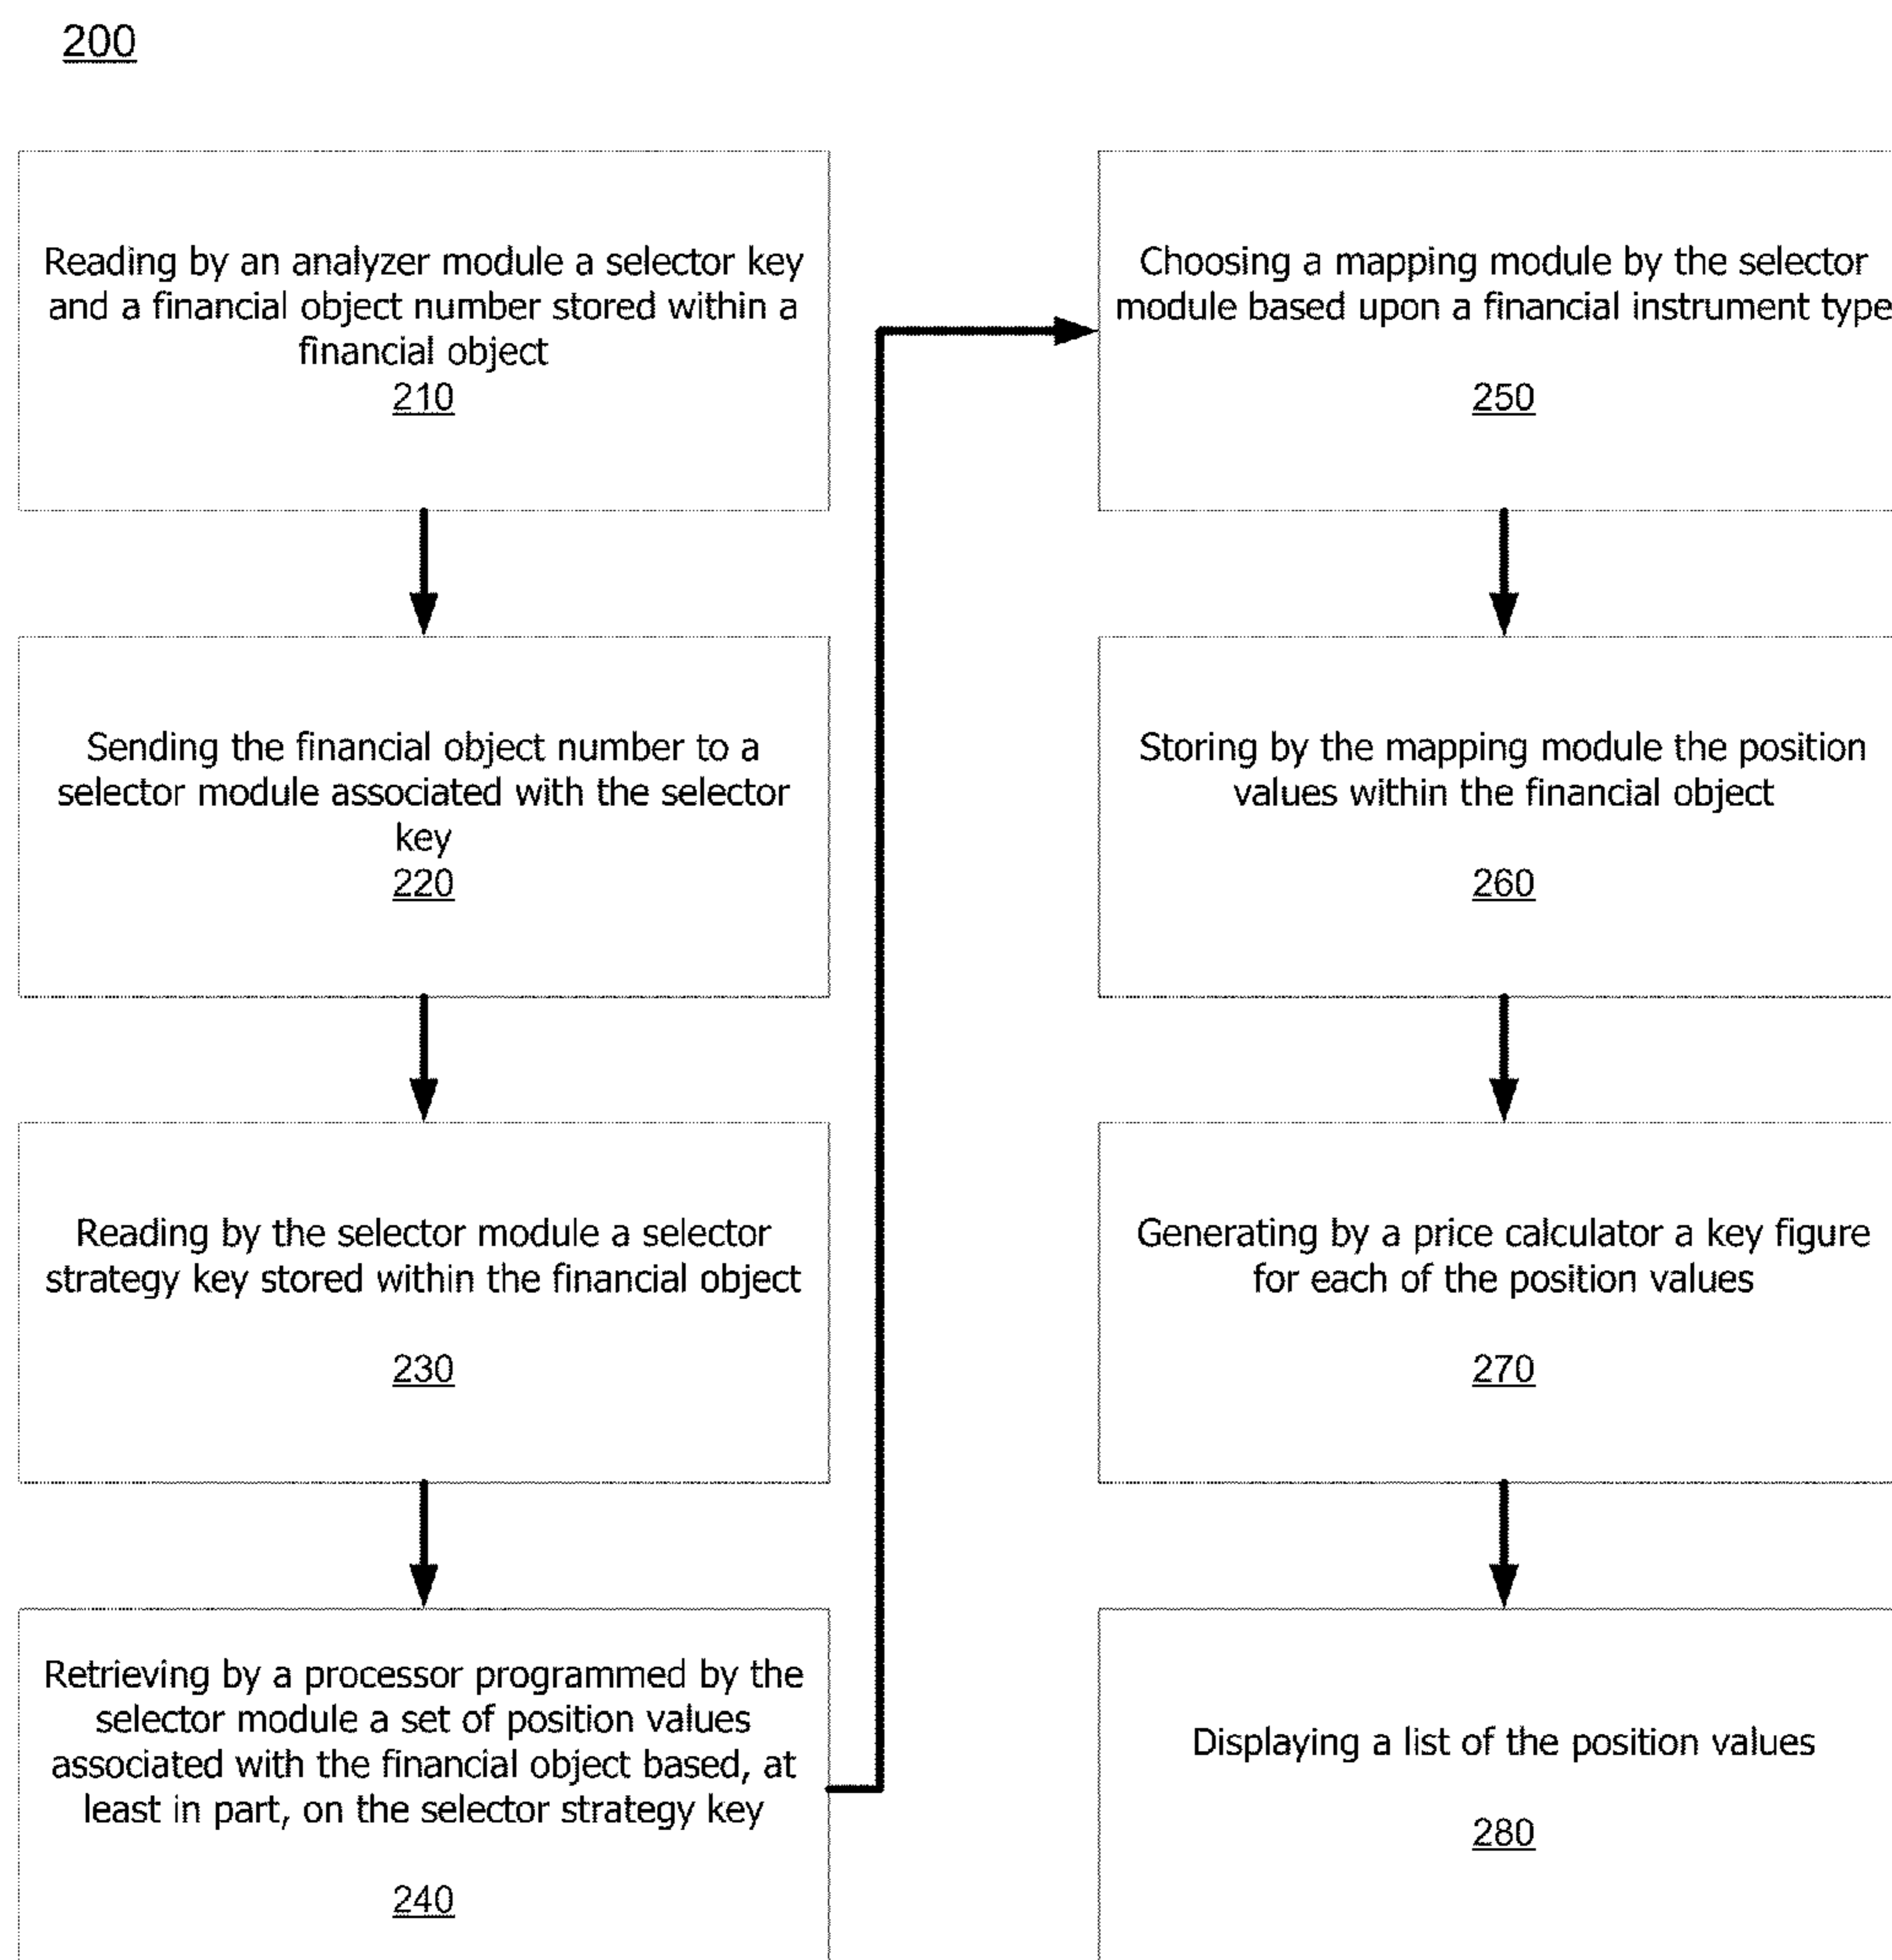 200
Reading by an analyzer module a selector key
and a financial object number stored within a
financial object
210
Sending the financial object number to a
selector module associated with the selector
key
220
Reading by the selector module a selector
strategy key stored within the financial object
230
Retrieving by a processor programmed by the
selector module a set of position values
associated with the financial object based, at
least in part, on the selector strategy key
240
Choosing a mapping module by the selector
module based upon a financial instrument type
250
Storing by the mapping module the position
values within the financial object
260
Generating by a price calculator a key figure
for each of the position values
270
Displaying a list of the position values
280